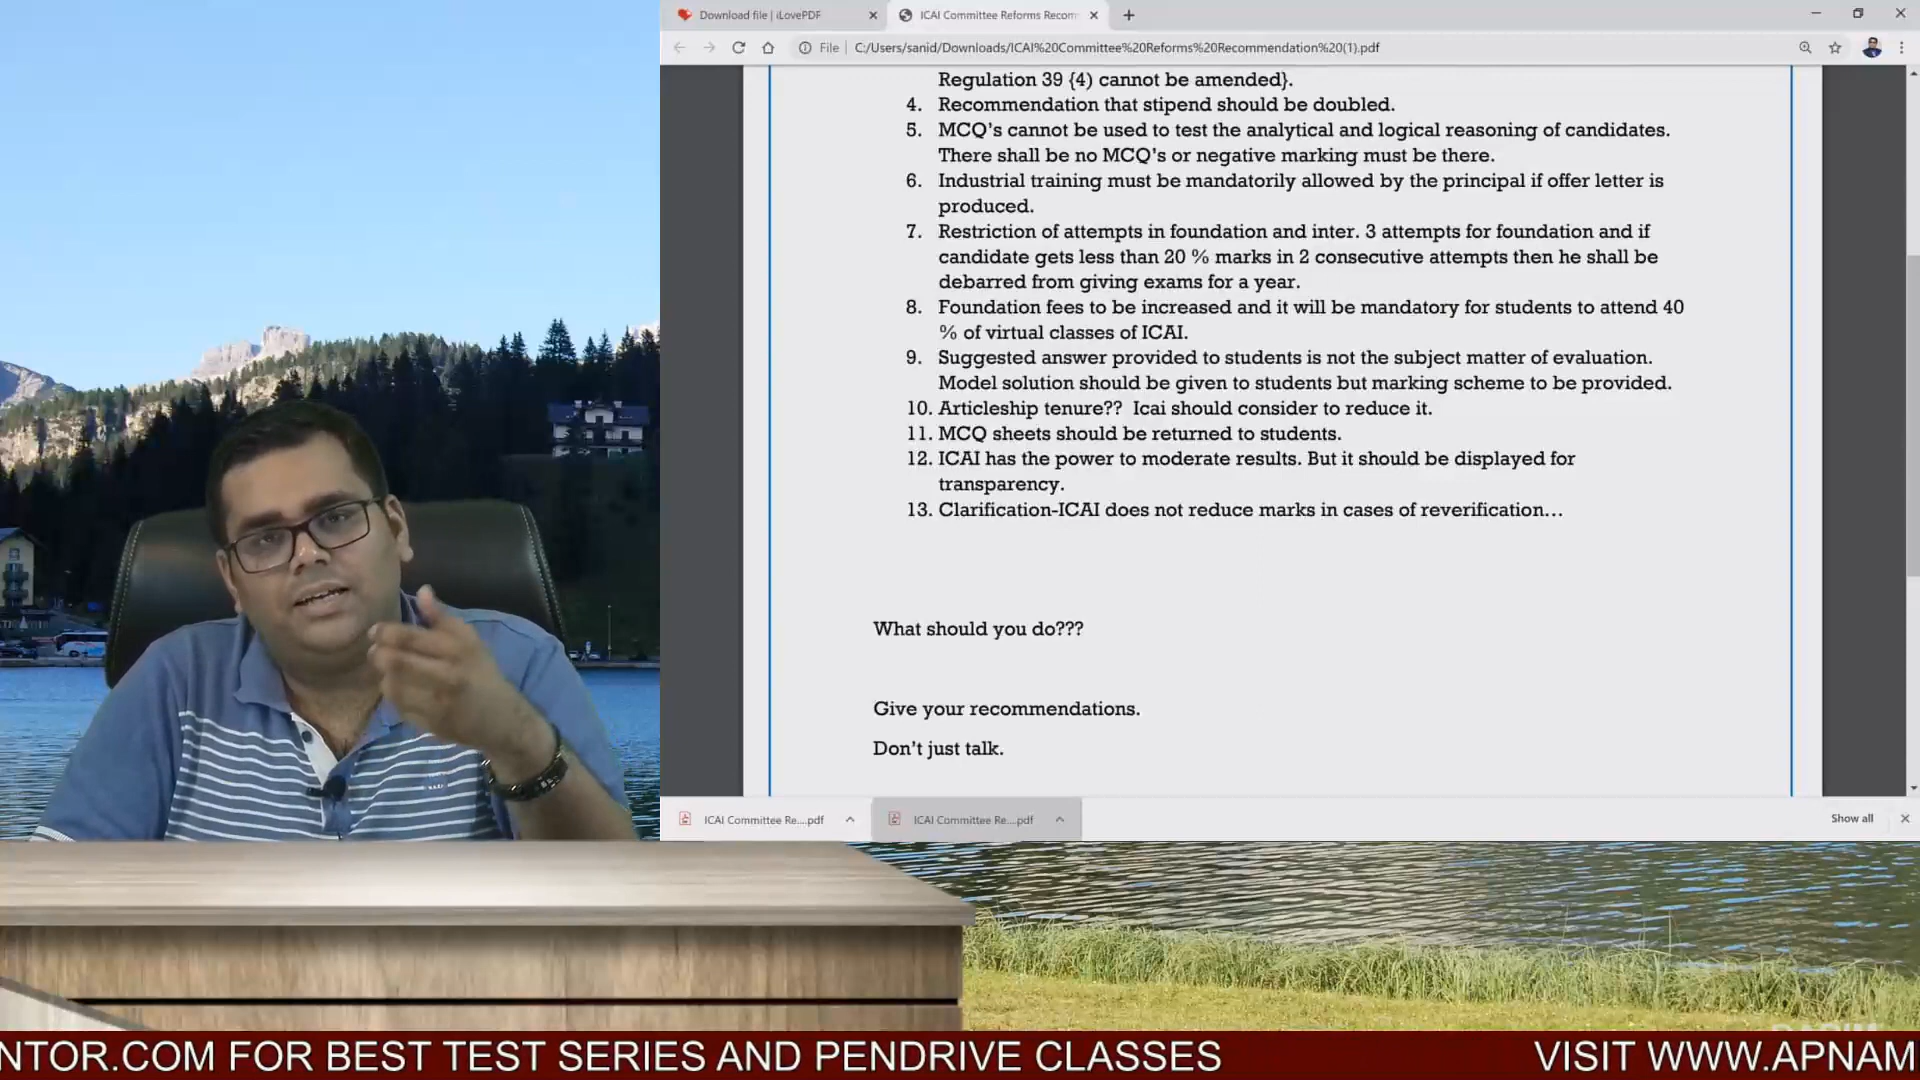 Download file | iLovePDF
ICAI Committee Reforms Recom
File
C:/Users/sanid/Downloads/ICAI%20Committee%20Reforms%20Recommendation%20(1).pdf
Regulation 39 {4) cannot be amended}.
4. Recommendation that stipend should be doubled.
5. MCQ's cannot be used to test the analytical and logical reasoning of candidates.
There shall be no MCQ's or negative marking must be there.
6. Industrial training must be mandatorily allowed by the principal if offer letter is
produced.
7. Restriction of attempts in foundation and inter. 3 attempts for foundation and if
candidate gets less than 20 % marks in 2 consecutive attempts then he shall be
debarred from giving exams for a year.
8. Foundation fees to be increased and it will be mandatory for students to attend 40
% of virtual classes of ICAI.
9. Suggested answer provided to students is not the subject matter of evaluation.
Model solution should be given to students but marking scheme to be provided.
10. Articleship tenure?? Icai should consider to reduce it.
11. MCQ sheets should be returned to students.
12. ICAI has the power to moderate results. But it should be displayed for
transparency.
13. Clarification-ICAI does not reduce marks in cases of reverification...
What should you do???
Give your recommendations.
Don't just talk.
ICAI Committee Re....pdf
ICAI Committee Re....pdf
Show all
NTOR.COM FOR BEST TEST SERIES AND PENDRIVE CLASSES
VISIT WWW.APNAM